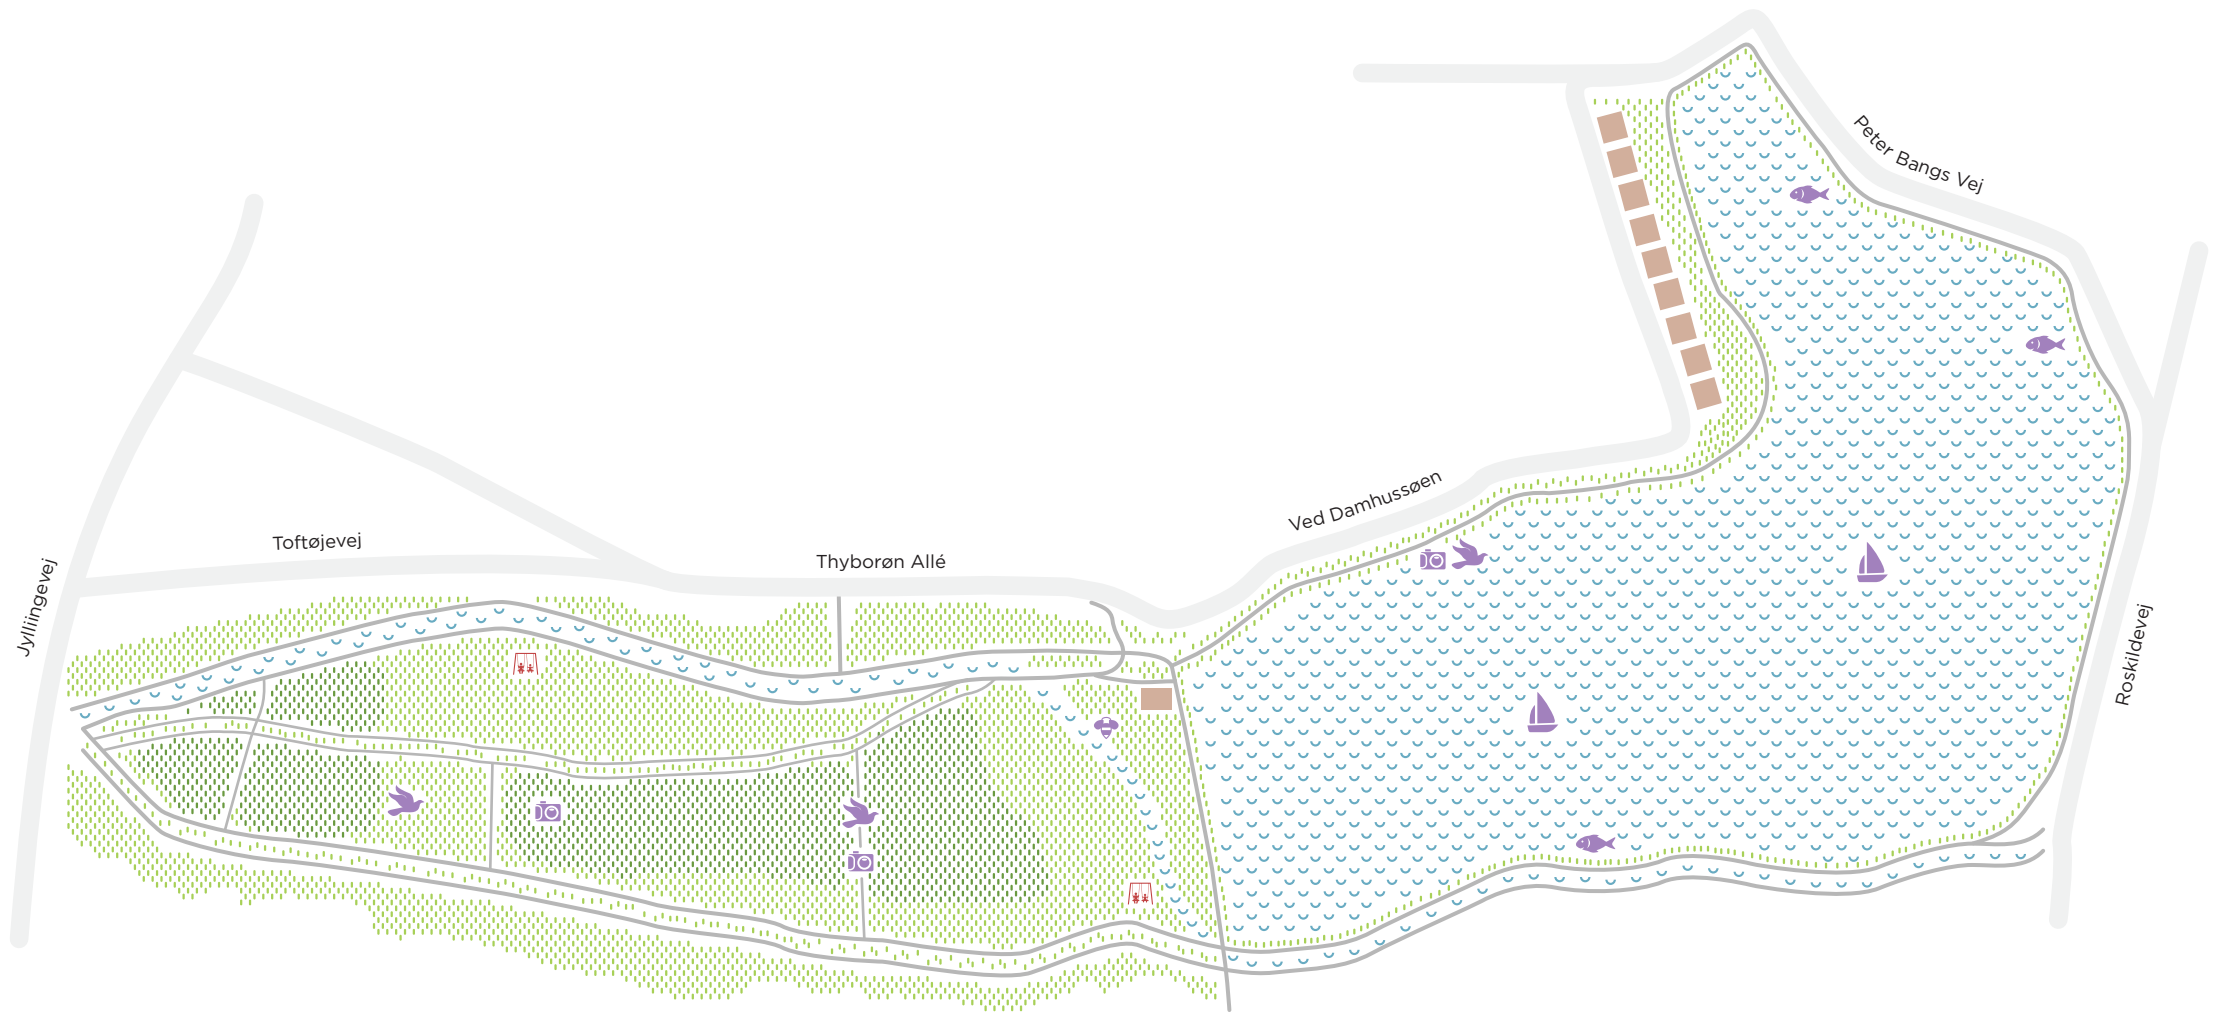 Peter Bangs Vej
Ved Damhussøen
Toftøjevej
Thyborøn Allé
Jylliingevej
Roskildevej